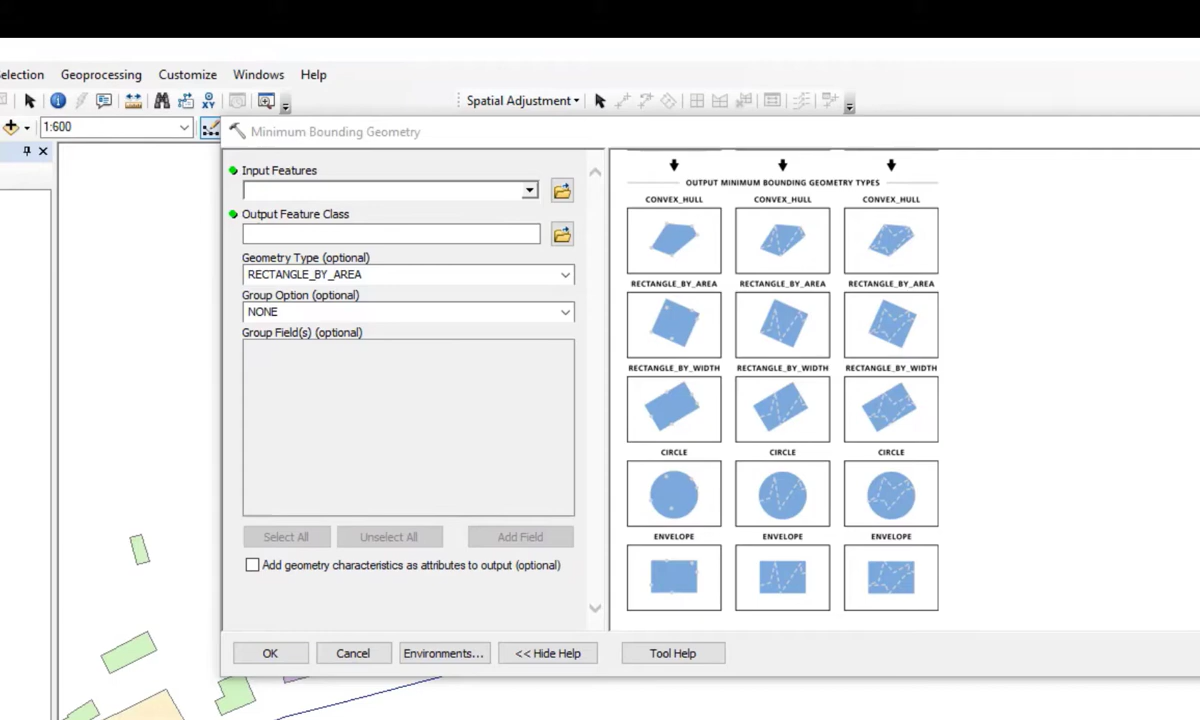 Selection Geoprocessing Customize Windows Help
Spatial Adjustment
1:600
Minimum Bounding Geometry
Input Features
Output Feature Class
Geometry Type (optional)
RECTANGLE_BY_AREA
Group Option (optional)
NONE
Group Field(s) (optional)
Select All Unselect All Add Field
Add geometry characteristics as attributes to output (optional)
OK Cancel Environments... << Hide Help Tool Help
OUTPUT MINIMUM BOUNDING GEOMETRY TYPES
CONVEX_HULL CONVEX_HULL CONVEX_HULL
RECTANGLE_BY_AREA RECTANGLE_BY_AREA RECTANGLE_BY_AREA
RECTANGLE_BY_WIDTH RECTANGLE_BY_WIDTH RECTANGLE_BY_WIDTH
CIRCLE CIRCLE CIRCLE
ENVELOPE ENVELOPE ENVELOPE